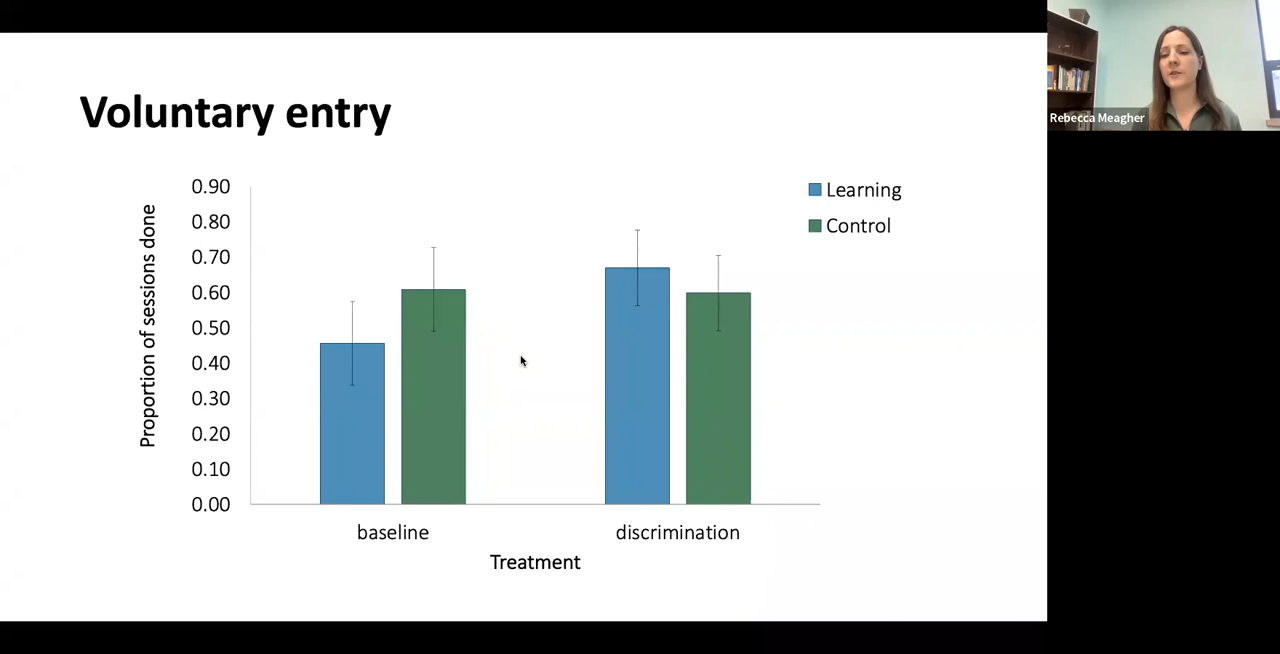 Voluntary entry
Proportion of sessions done
0.90
0.80
0.70
0.60
0.50
0.40
0.30
0.20
0.10
0.00
baseline
discrimination
Treatment
Learning
Control
Rebecca Meagher